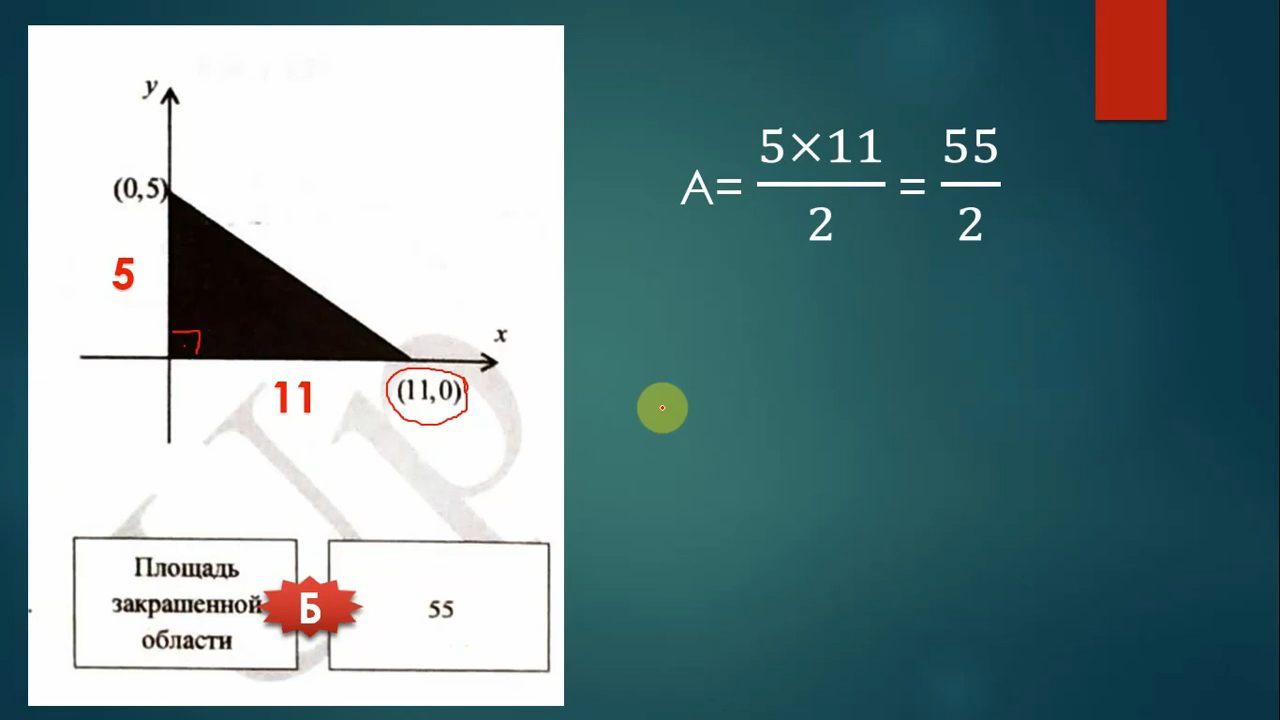 y
(0,5)
5
x
11
(11,0)
Площадь
закрашенной
области
Б
55
A= 5×11/2 = 55/2